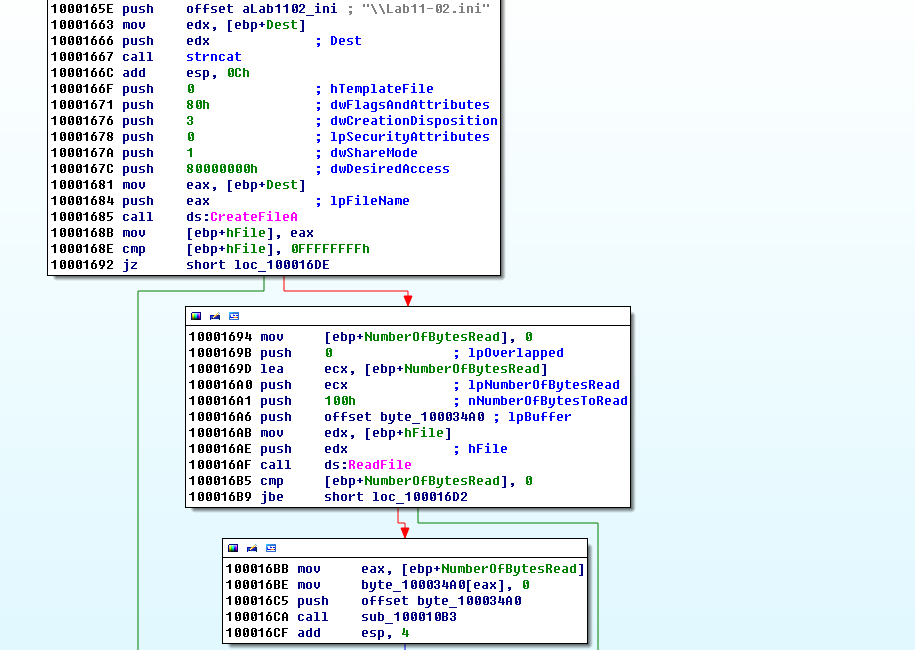 1000165E push offset aLab1102_ini ; "\\Lab11-02.ini"
10001663 mov edx, [ebp+Dest]
10001666 push edx ; Dest
10001667 call strncat
1000166C add esp, 0Ch
1000166F push 0 ; hTemplateFile
10001671 push 80h ; dwFlagsAndAttributes
10001676 push 3 ; dwCreationDisposition
10001678 push 0 ; lpSecurityAttributes
1000167A push 1 ; dwShareMode
1000167C push 80000000h ; dwDesiredAccess
10001681 mov eax, [ebp+Dest]
10001684 push eax ; lpFileName
10001685 call ds:CreateFileA
1000168B mov [ebp+hFile], eax
1000168E cmp [ebp+hFile], 0FFFFFFFFh
10001692 jz short loc_100016DE
10001694 mov [ebp+NumberOfBytesRead], 0
1000169B push 0 ; lpOverlapped
1000169D lea ecx, [ebp+NumberOfBytesRead]
100016A0 push ecx ; lpNumberOfBytesRead
100016A1 push 100h ; nNumberOfBytesToRead
100016A6 push offset byte_100034A0 ; lpBuffer
100016AB mov edx, [ebp+hFile]
100016AE push edx ; hFile
100016AF call ds:ReadFile
100016B5 cmp [ebp+NumberOfBytesRead], 0
100016B9 jbe short loc_100016D2
100016BB mov eax, [ebp+NumberOfBytesRead]
100016BE mov byte_100034A0[eax], 0
100016C5 push offset byte_100034A0
100016CA call sub_100010B3
100016CF add esp, 4